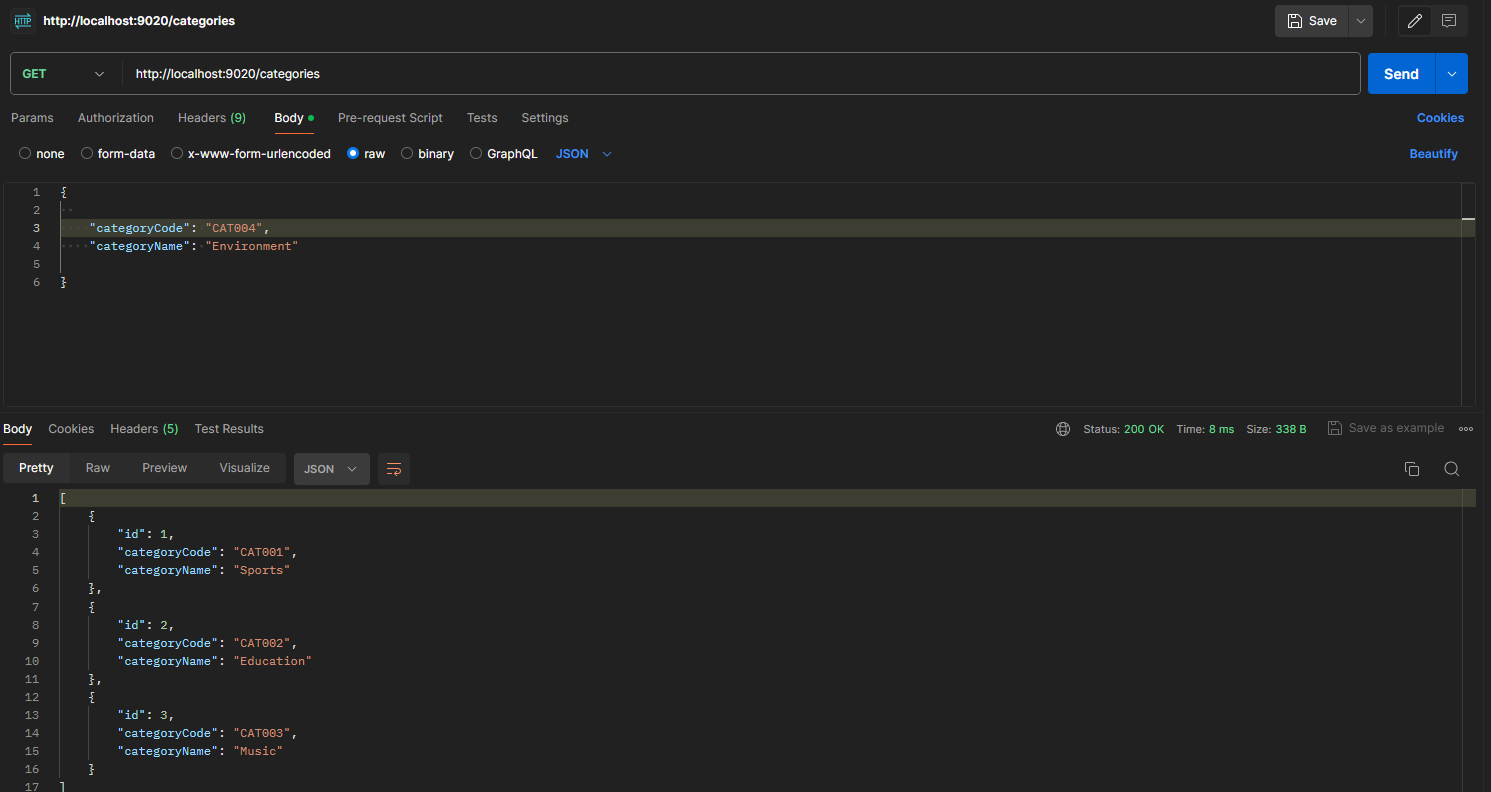 HTTP http://localhost:9020/categories Save
GET http://localhost:9020/categories Send
Params Authorization Headers (9) Body Pre-request Script Tests Settings Cookies
none form-data x-www-form-urlencoded raw binary GraphQL JSON Beautify
1 {
2
3 "categoryCode": "CAT004",
4 "categoryName": "Environment"
5
6 }
Body Cookies Headers (5) Test Results Status: 200 OK Time: 8 ms Size: 338 B Save as example
Pretty Raw Preview Visualize JSON
1 [
2 {
3 "id": 1,
4 "categoryCode": "CAT001",
5 "categoryName": "Sports"
6 },
7 {
8 "id": 2,
9 "categoryCode": "CAT002",
10 "categoryName": "Education"
11 },
12 {
13 "id": 3,
14 "categoryCode": "CAT003",
15 "categoryName": "Music"
16 }
17 ]